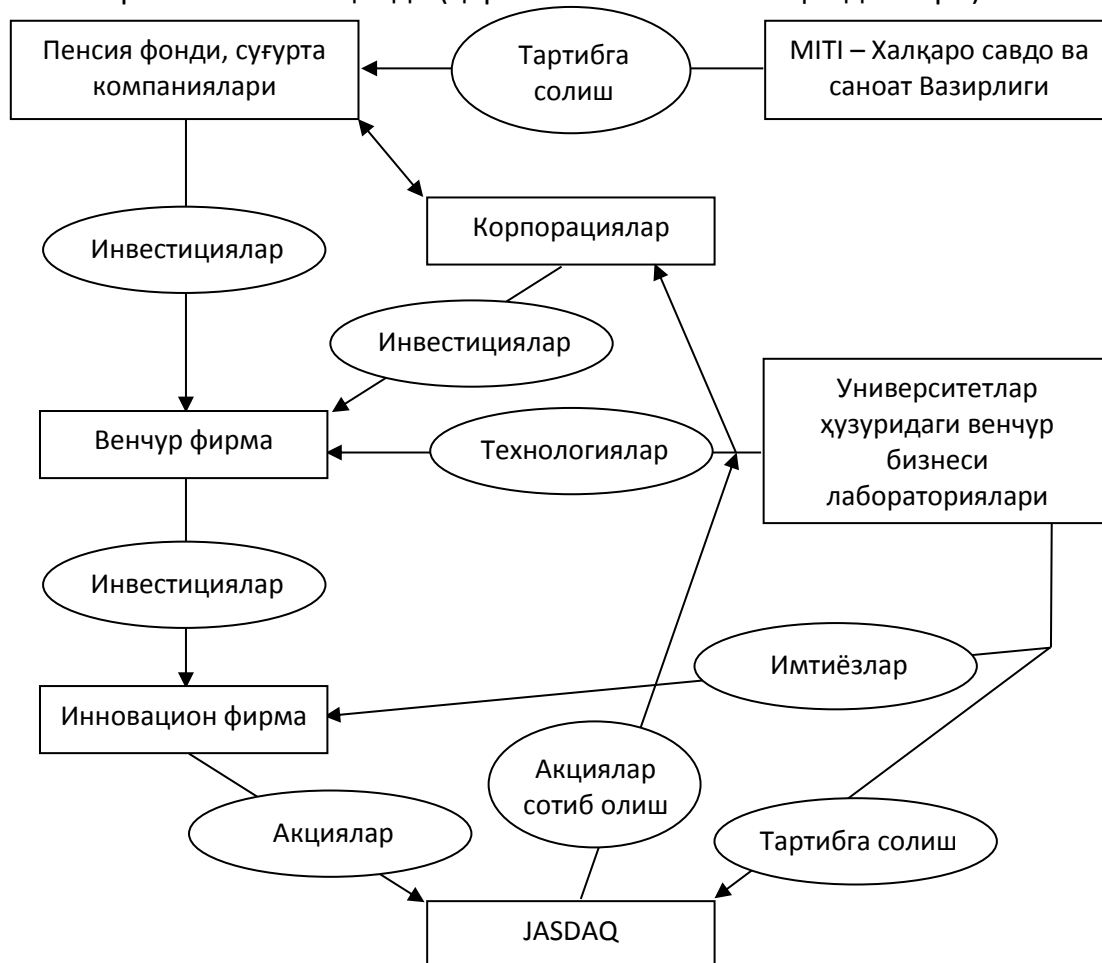 Пенсия фонди, суғурта
компаниялари
Тартибга
солиш
MITI – Халқаро савдо ва
саноат Вазирлиги
Корпорациялар
Инвестициялар
Инвестициялар
Университетлар
ҳузуридаги венчур
бизнеси
лабораториялари
Венчур фирма
Технологиялар
Инвестициялар
Имтиёзлар
Инновацион фирма
Акциялар
сотиб олиш
Акциялар
Тартибга солиш
JASDAQ